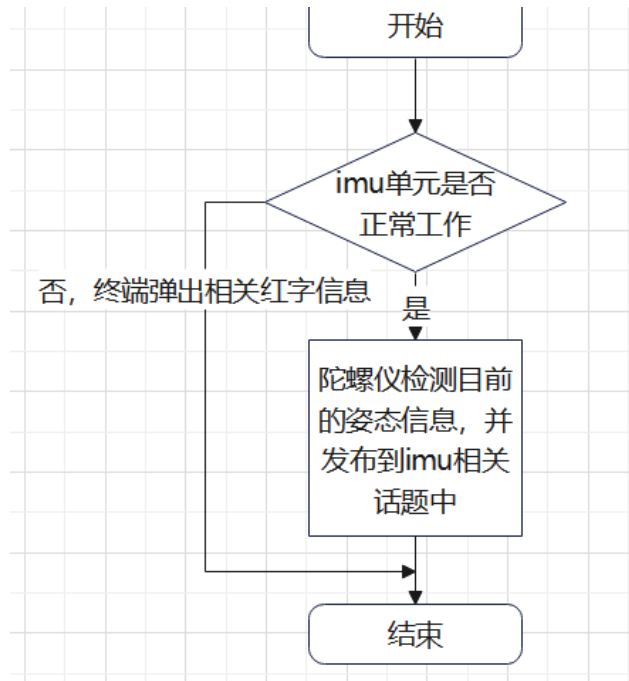 开始
imu单元是否
正常工作
否，终端弹出相关红字信息
是
陀螺仪检测目前
的姿态信息，并
发布到imu相关
话题中
结束